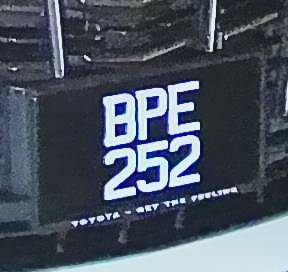 BPE
252
TOYOTA - GET THE FEELING